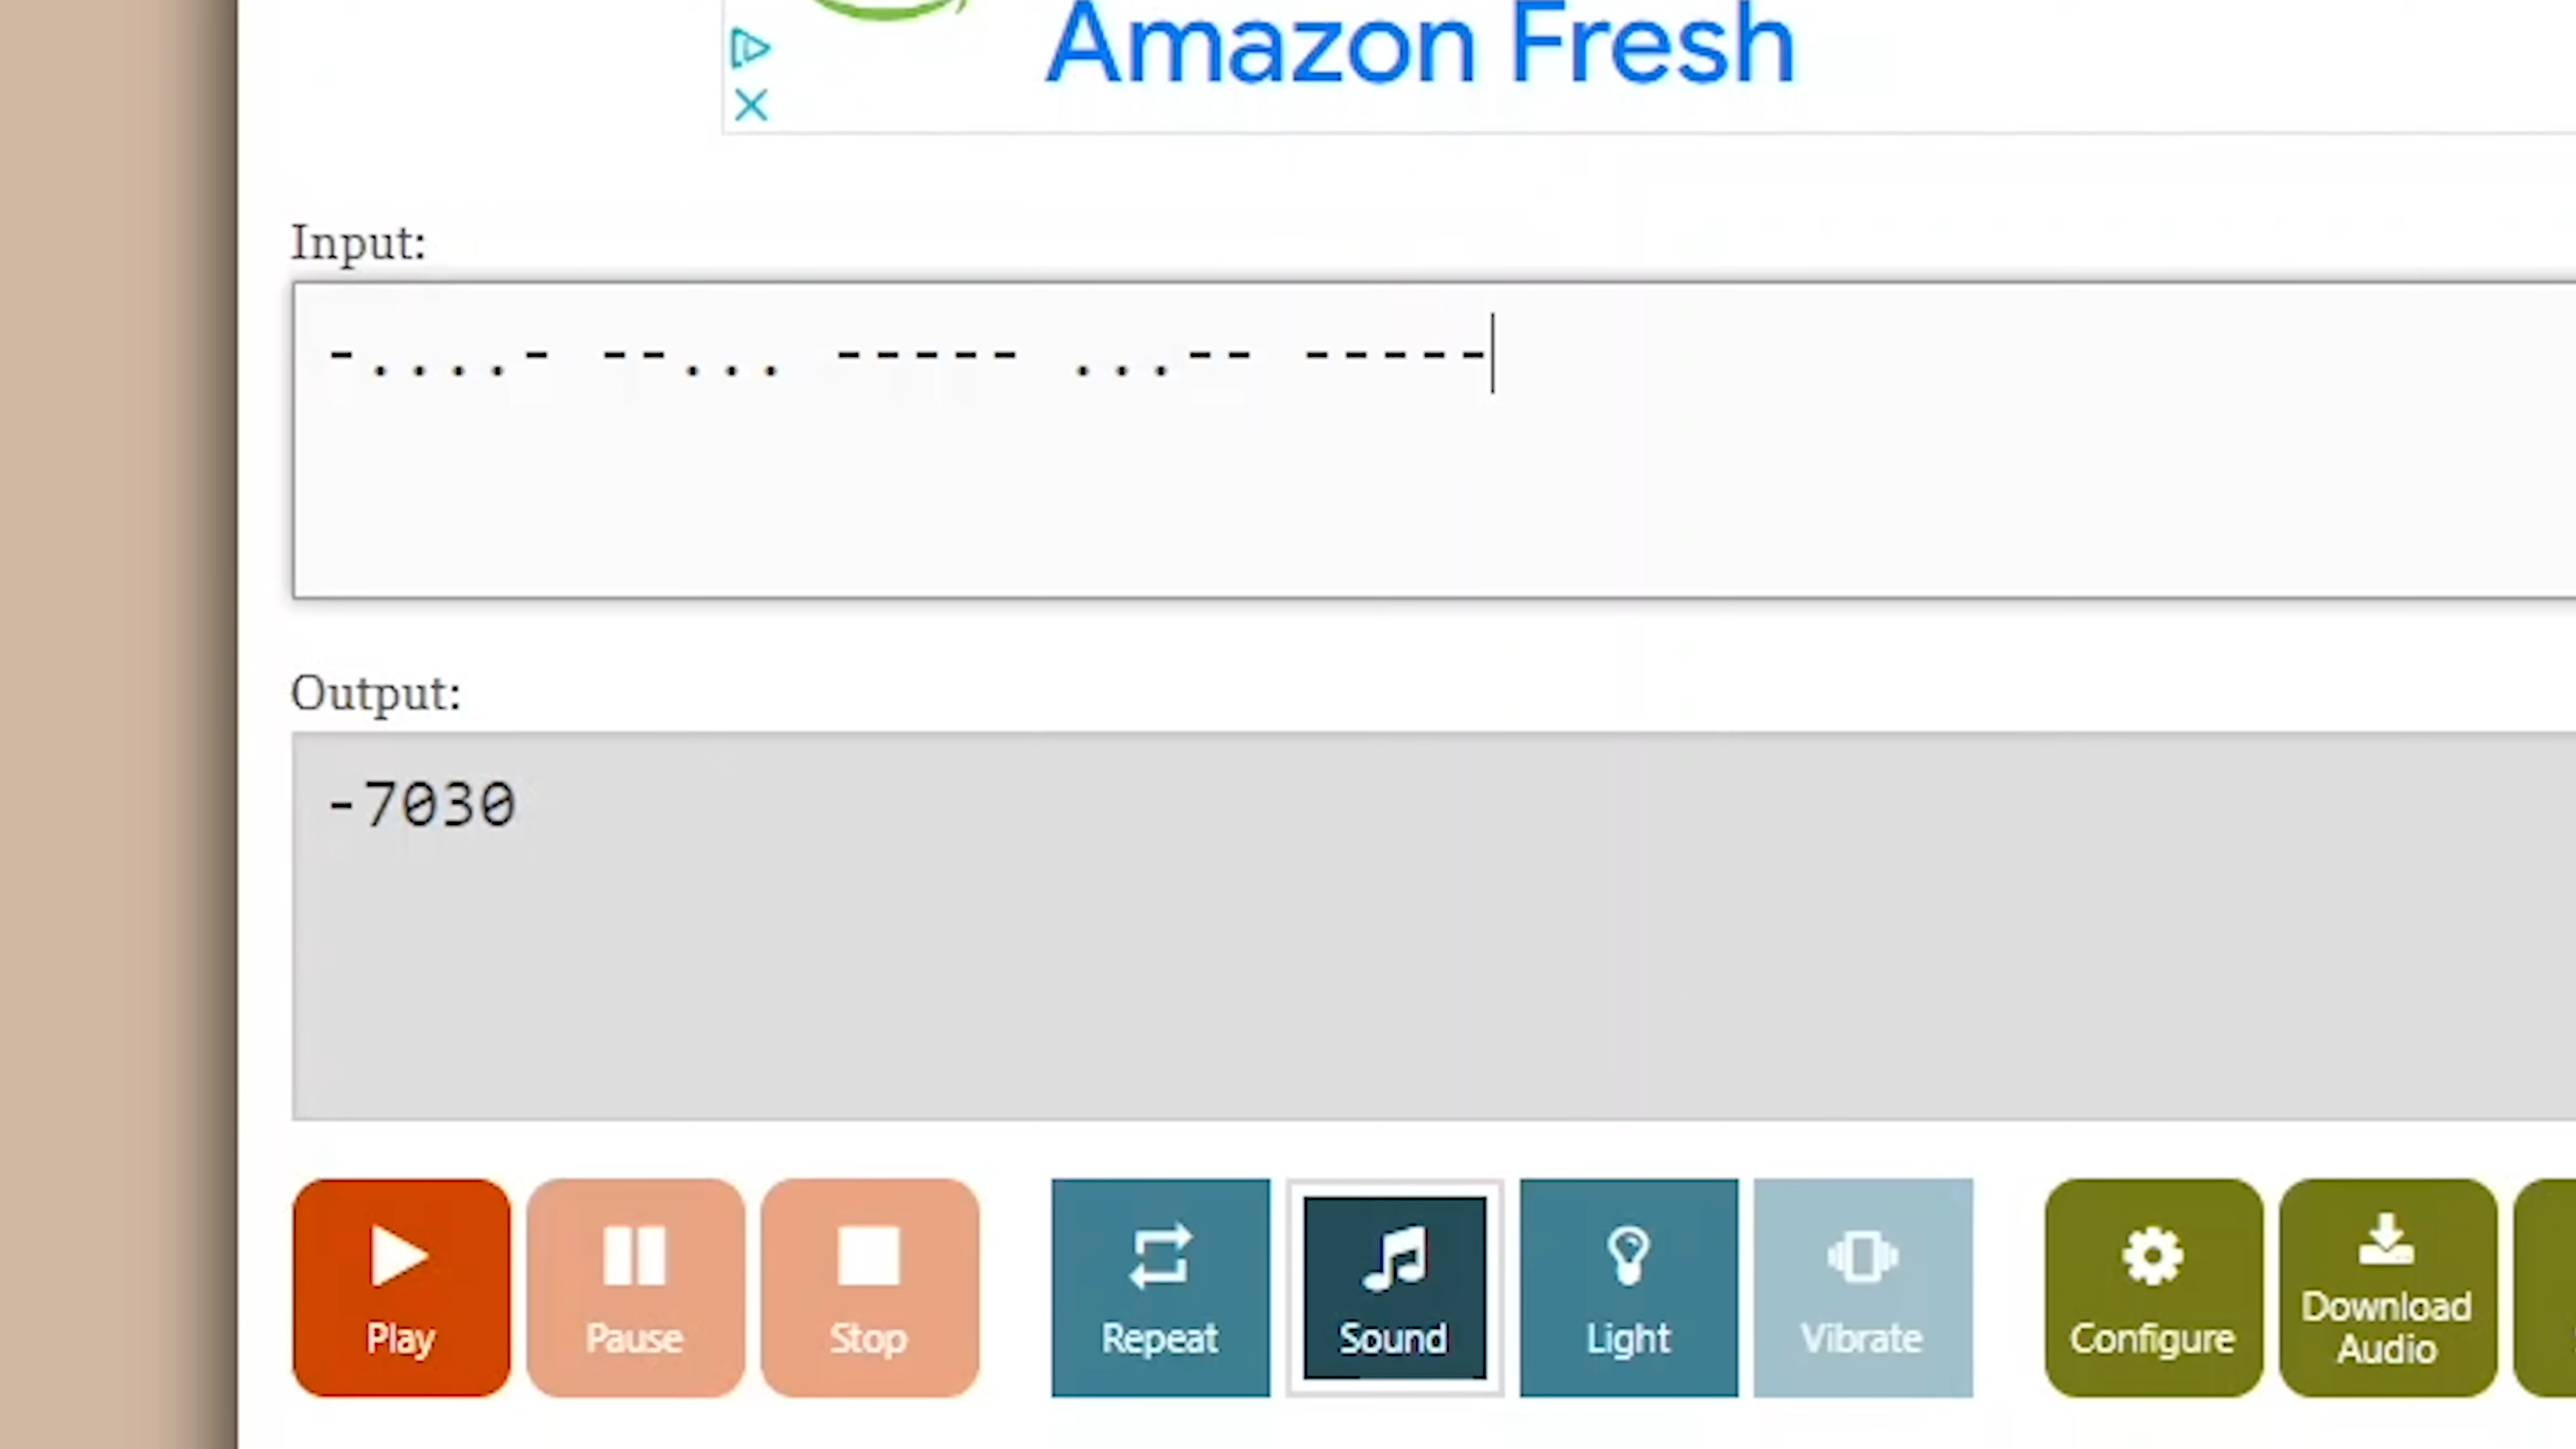 Amazon Fresh
Input:
-....- --... ----- ...-- -----
Output:
-7030
Play
Pause
Stop
Repeat
Sound
Light
Vibrate
Configure
Download
Audio